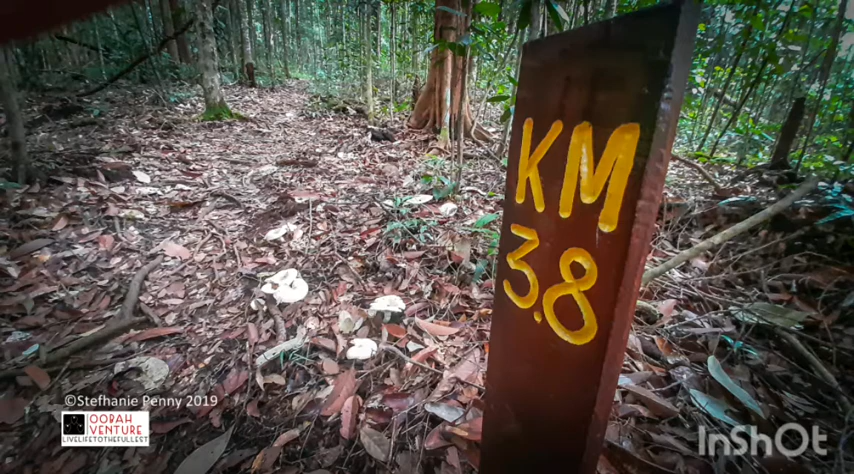 KM
3.8
©Stefhanie Penny 2019
OORAH
VENTURE
LIVELIFETOTHEFULLEST
InShOt